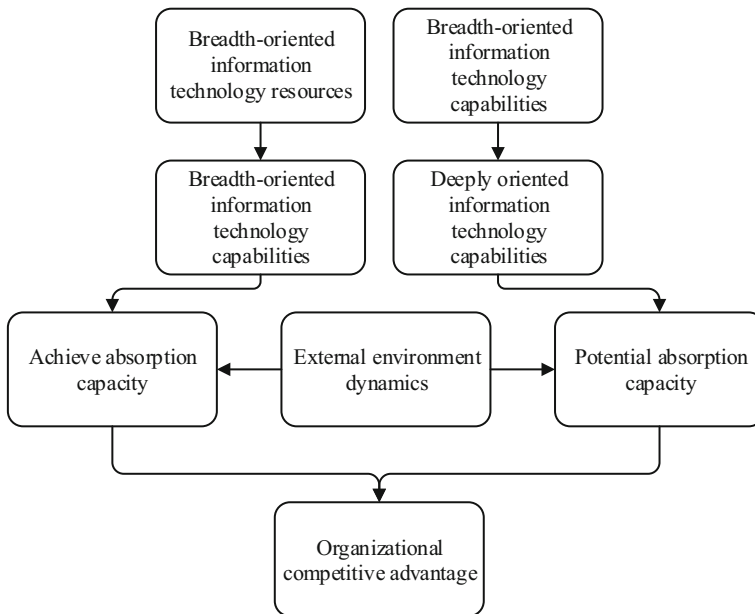 Breadth-oriented
information
technology resources
Breadth-oriented
information
technology
capabilities
Breadth-oriented
information
technology
capabilities
Deeply oriented
information
technology
capabilities
Achieve absorption
capacity
External environment
dynamics
Potential absorption
capacity
Organizational
competitive advantage